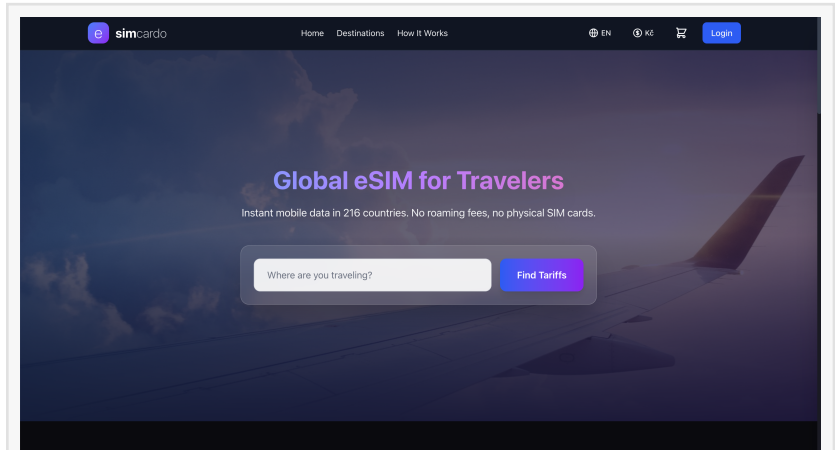 e simcardo
Home Destinations How It Works
EN Kč Login
Global eSIM for Travelers
Instant mobile data in 216 countries. No roaming fees, no physical SIM cards.
Where are you traveling? Find Tariffs